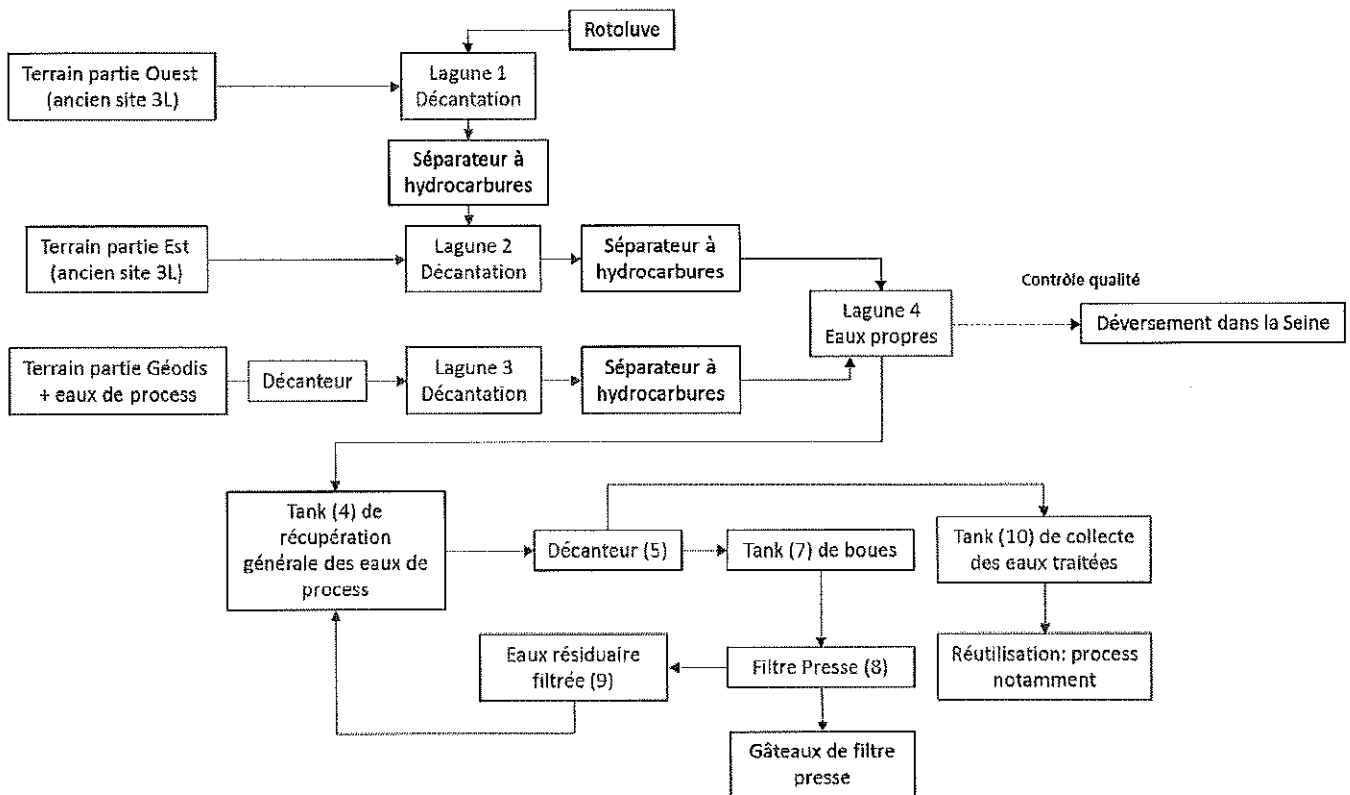 Rotoluve
Terrain partie Ouest
(ancien site 3L)
Lagune 1
Décantation
Séparateur à
hydrocarbures
Terrain partie Est
(ancien site 3L)
Lagune 2
Décantation
Séparateur à
hydrocarbures
Contrôle qualité
Lagune 4
Eaux propres
Déversement dans la Seine
Terrain partie Géodis
+ eaux de process
Décanteur
Lagune 3
Décantation
Séparateur à
hydrocarbures
Tank (4) de
récupération
générale des eaux de
process
Décanteur (5)
Tank (7) de boues
Tank (10) de collecte
des eaux traitées
Eaux résiduaire
filtrée (9)
Filtre Presse (8)
Réutilisation: process
notamment
Gâteaux de filtre
presse